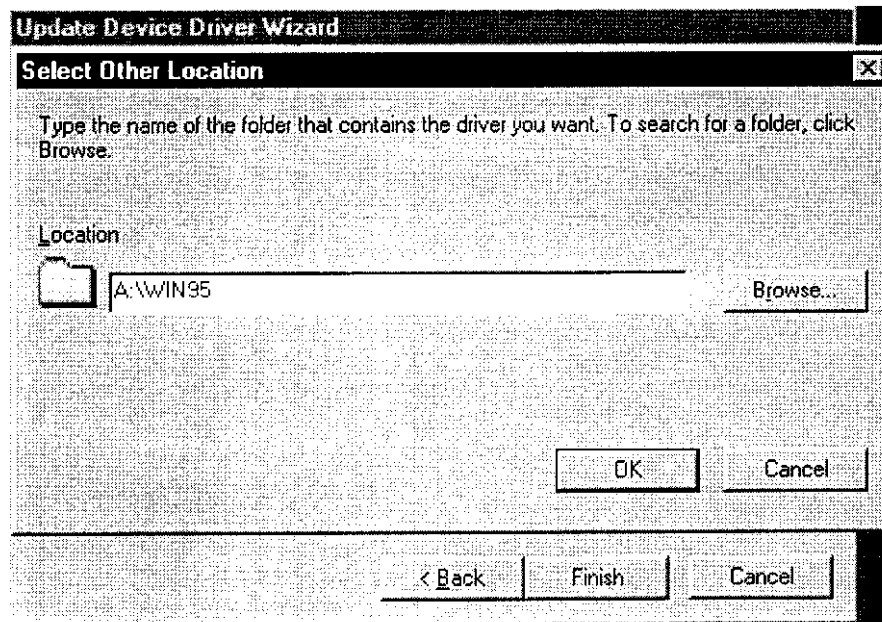 Update Device Driver Wizard
Select Other Location
Type the name of the folder that contains the driver you want. To search for a folder, click
Browse.
Location
A:\WIN95
Browse...
OK
Cancel
< Back
Finish
Cancel